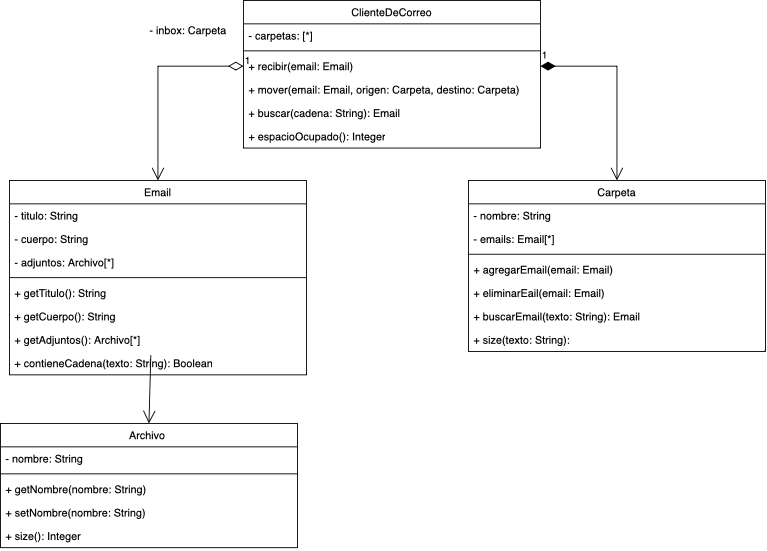 ClienteDeCorreo
- inbox: Carpeta
- carpetas: [*]
1
1
+ recibir(email: Email)
+ mover(email: Email, origen: Carpeta, destino: Carpeta)
+ buscar(cadena: String): Email
+ espacioOcupado(): Integer
Email
- titulo: String
- cuerpo: String
- adjuntos: Archivo[*]
+ getTitulo(): String
+ getCuerpo(): String
+ getAdjuntos(): Archivo[*]
+ contieneCadena(texto: String): Boolean
Carpeta
- nombre: String
- emails: Email[*]
+ agregarEmail(email: Email)
+ eliminarEail(email: Email)
+ buscarEmail(texto: String): Email
+ size(texto: String):
Archivo
- nombre: String
+ getNombre(nombre: String)
+ setNombre(nombre: String)
+ size(): Integer